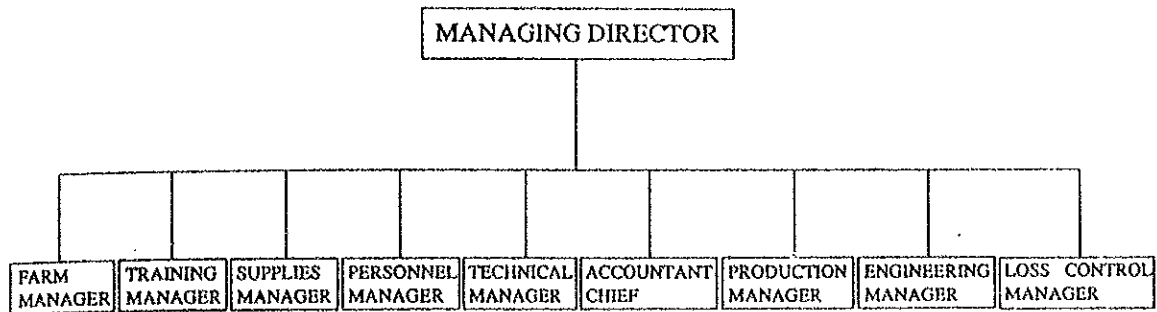 MANAGING DIRECTOR
FARM MANAGER
TRAINING MANAGER
SUPPLIES MANAGER
PERSONNEL MANAGER
TECHNICAL MANAGER
ACCOUNTANT CHIEF
PRODUCTION MANAGER
ENGINEERING MANAGER
LOSS CONTROL MANAGER